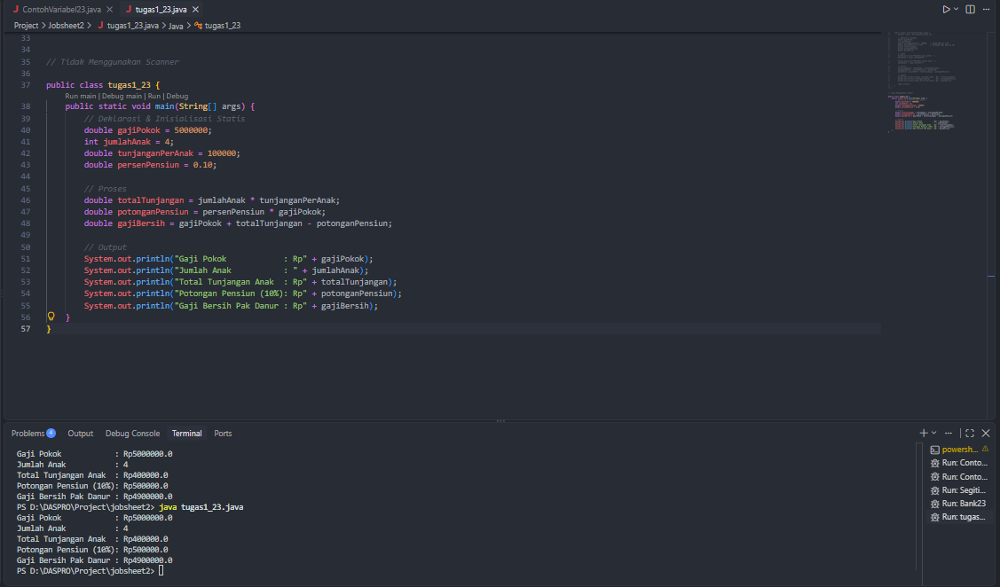 ContohVariabel23.java
tugas1_23.java
Project > Jobsheet2 > tugas1_23.java > Java > tugas1_23
33
34
35 // Tidak Menggunakan Scanner
36
37 public class tugas1_23 {
Run main | Debug main | Run | Debug
38 public static void main(String[] args) {
39 // Deklarasi & Inisialisasi Statis
40 double gajiPokok = 5000000;
41 int jumlahAnak = 4;
42 double tunjanganPerAnak = 100000;
43 double persenPensiun = 0.10;
44
45 // Proses
46 double totalTunjangan = jumlahAnak * tunjanganPerAnak;
47 double potonganPensiun = persenPensiun * gajiPokok;
48 double gajiBersih = gajiPokok + totalTunjangan - potonganPensiun;
49
50 // Output
51 System.out.println("Gaji Pokok            : Rp" + gajiPokok);
52 System.out.println("Jumlah Anak           : " + jumlahAnak);
53 System.out.println("Total Tunjangan Anak  : Rp" + totalTunjangan);
54 System.out.println("Potongan Pensiun (10%): Rp" + potonganPensiun);
55 System.out.println("Gaji Bersih Pak Danur : Rp" + gajiBersih);
56 }
57 }
Problems 4 Output Debug Console Terminal Ports
Gaji Pokok            : Rp5000000.0
Jumlah Anak           : 4
Total Tunjangan Anak  : Rp400000.0
Potongan Pensiun (10%): Rp500000.0
Gaji Bersih Pak Danur : Rp4900000.0
PS D:\DASPRO\Project\jobsheet2> java tugas1_23.java
Gaji Pokok            : Rp5000000.0
Jumlah Anak           : 4
Total Tunjangan Anak  : Rp400000.0
Potongan Pensiun (10%): Rp500000.0
Gaji Bersih Pak Danur : Rp4900000.0
PS D:\DASPRO\Project\jobsheet2>
powersh...
Run: Conto...
Run: Conto...
Run: Segiti...
Run: Bank23
Run: tugas...